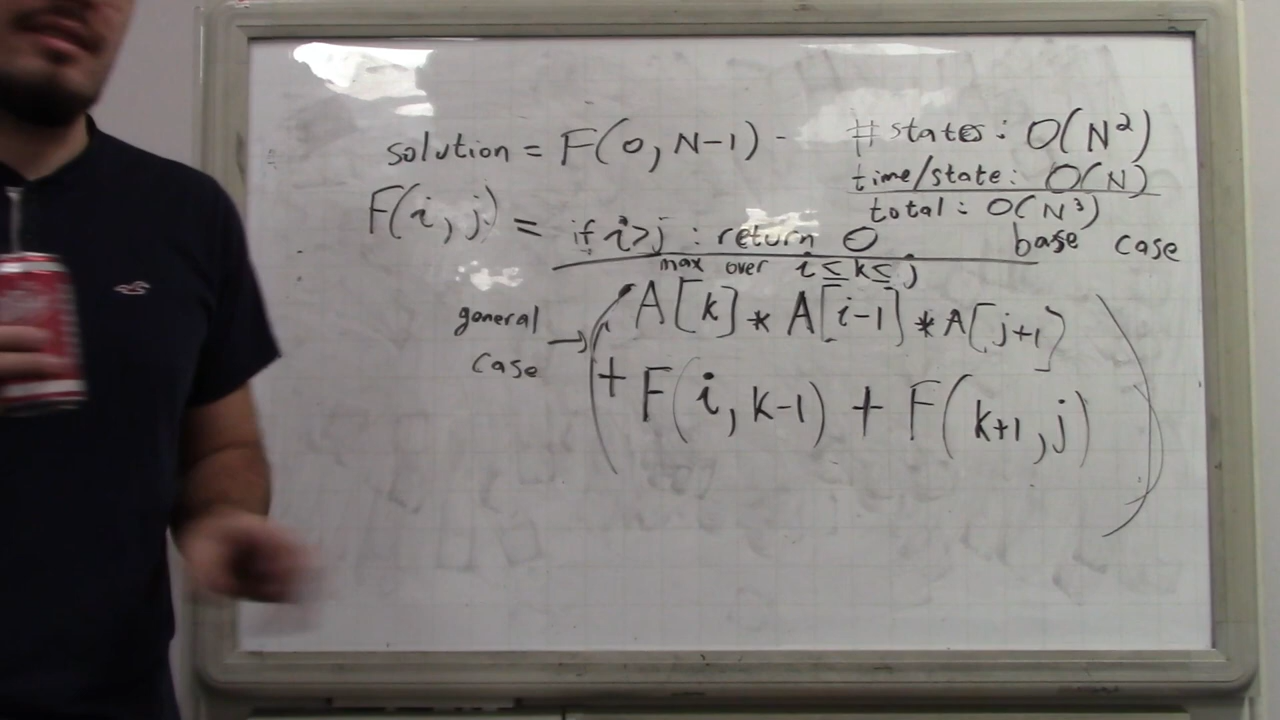 solution = F(0, N-1)
# states: O(N²)
time/state: O(N)
total: O(N³)
F(i, j) = if i>j : return 0 base case
max over i ≤ k ≤ j
general case → (A[k] * A[i-1] * A[j+1]
+ F(i, k-1) + F(k+1, j))